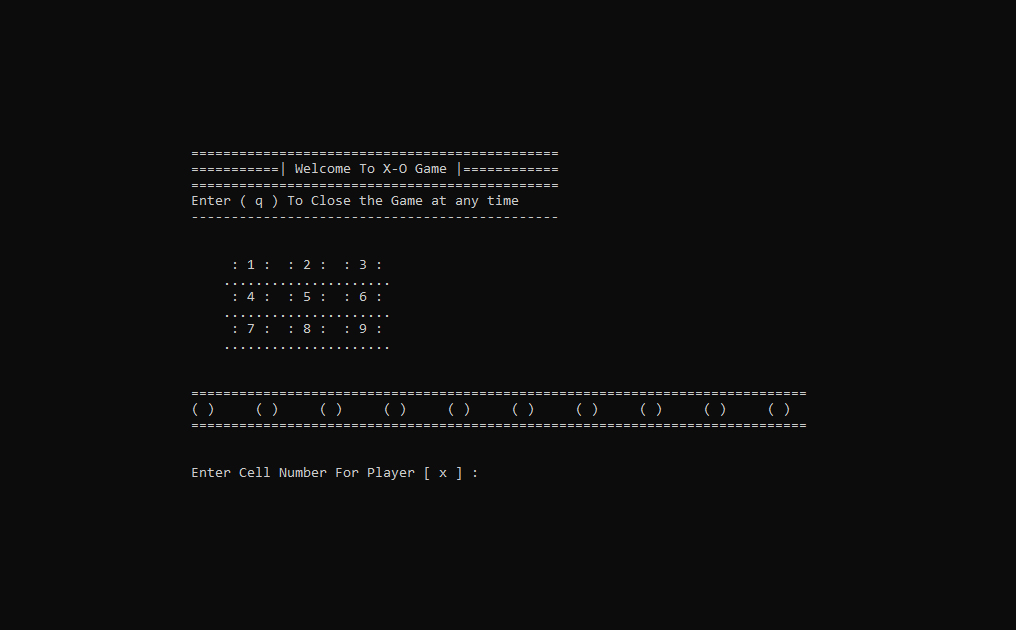 ==============================================
===========| Welcome To X-O Game |============
==============================================
Enter ( q ) To Close the Game at any time
----------------------------------------------
: 1 :  : 2 :  : 3 :
.....................
: 4 :  : 5 :  : 6 :
.....................
: 7 :  : 8 :  : 9 :
.....................
=============================================================================
( )     ( )     ( )     ( )     ( )     ( )     ( )     ( )     ( )     ( )
=============================================================================
Enter Cell Number For Player [ x ] :